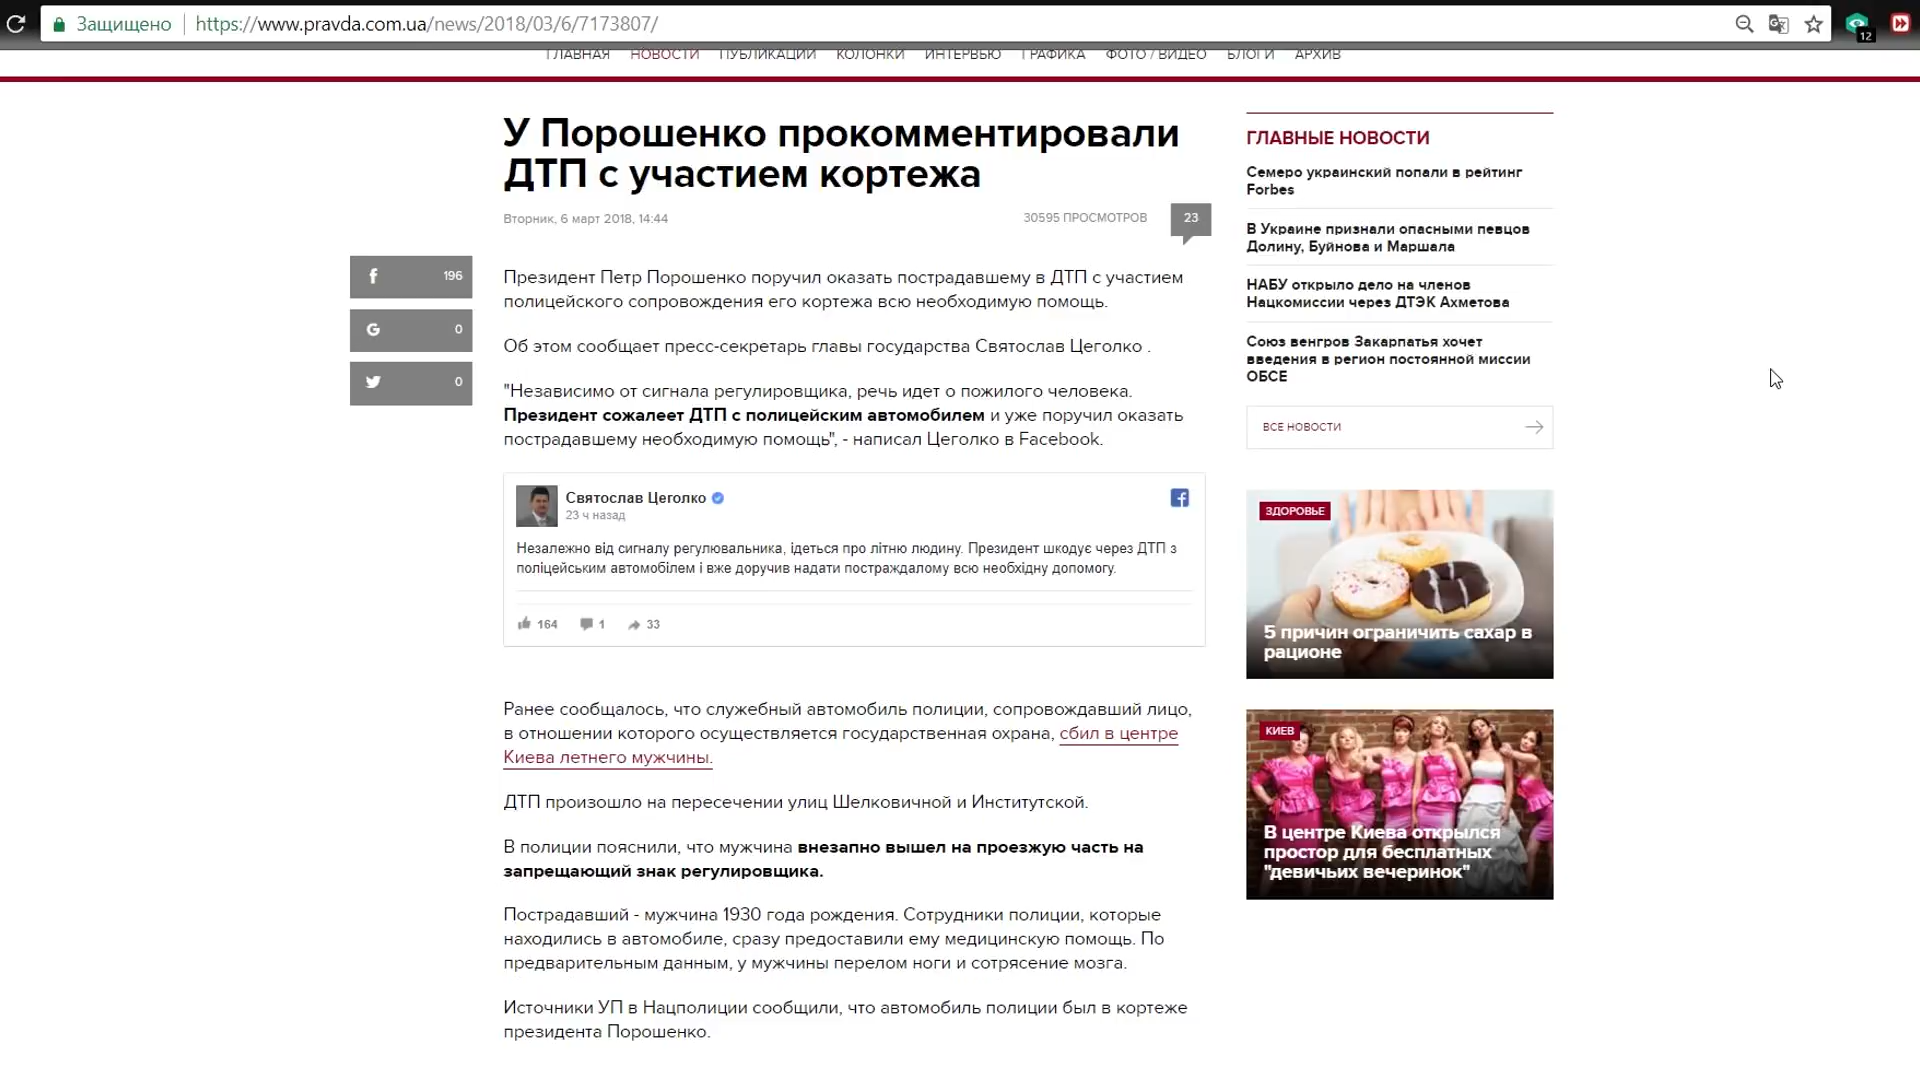 Защищено
https://www.pravda.com.ua/news/2018/03/6/7173807/
12
ГЛАВНАЯ НОВОСТИ ПУБЛИКАЦИИ КОЛОНКИ ИНТЕРВЬЮ ГРАФИКА ФОТО / ВИДЕО БЛОГИ АРХИВ
У Порошенко прокомментировали
ДТП с участием кортежа
Вторник, 6 март 2018, 14:44
30595 ПРОСМОТРОВ
23
196
0
0
Президент Петр Порошенко поручил оказать пострадавшему в ДТП с участием
полицейского сопровождения его кортежа всю необходимую помощь.
Об этом сообщает пресс-секретарь главы государства Святослав Цеголко .
"Независимо от сигнала регулировщика, речь идет о пожилого человека.
Президент сожалеет ДТП с полицейским автомобилем и уже поручил оказать
пострадавшему необходимую помощь", - написал Цеголко в Facebook.
Святослав Цеголко
23 ч назад
Незалежно від сигналу регулювальника, ідеться про літню людину. Президент шкодує через ДТП з
поліцейським автомобілем і вже доручив надати постраждалому всю необхідну допомогу.
164 1 33
Ранее сообщалось, что служебный автомобиль полиции, сопровождавший лицо,
в отношении которого осуществляется государственная охрана, сбил в центре
Киева летнего мужчины.
ДТП произошло на пересечении улиц Шелковичной и Институтской.
В полиции пояснили, что мужчина внезапно вышел на проезжую часть на
запрещающий знак регулировщика.
Пострадавший - мужчина 1930 года рождения. Сотрудники полиции, которые
находились в автомобиле, сразу предоставили ему медицинскую помощь. По
предварительным данным, у мужчины перелом ноги и сотрясение мозга.
Источники УП в Нацполиции сообщили, что автомобиль полиции был в кортеже
президента Порошенко.
ГЛАВНЫЕ НОВОСТИ
Семеро украинский попали в рейтинг
Forbes
В Украине признали опасными певцов
Долину, Буйнова и Маршала
НАБУ открыло дело на членов
Нацкомиссии через ДТЭК Ахметова
Союз венгров Закарпатья хочет
введения в регион постоянной миссии
ОБСЕ
ВСЕ НОВОСТИ
ЗДОРОВЬЕ
5 причин ограничить сахар в
рационе
КИЕВ
В центре Киева открылся
простор для бесплатных
"девичьих вечеринок"